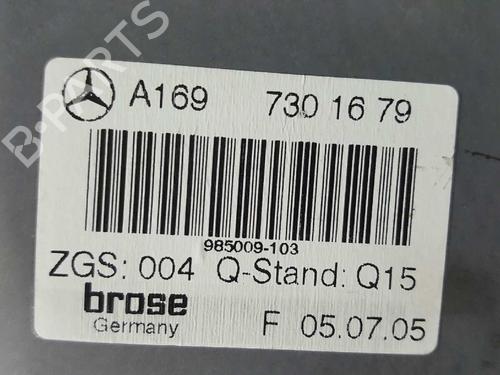 A169 730 16 79
985009-103
ZGS: 004 Q-Stand: Q15
brose
Germany F 05.07.05
B-PARTS